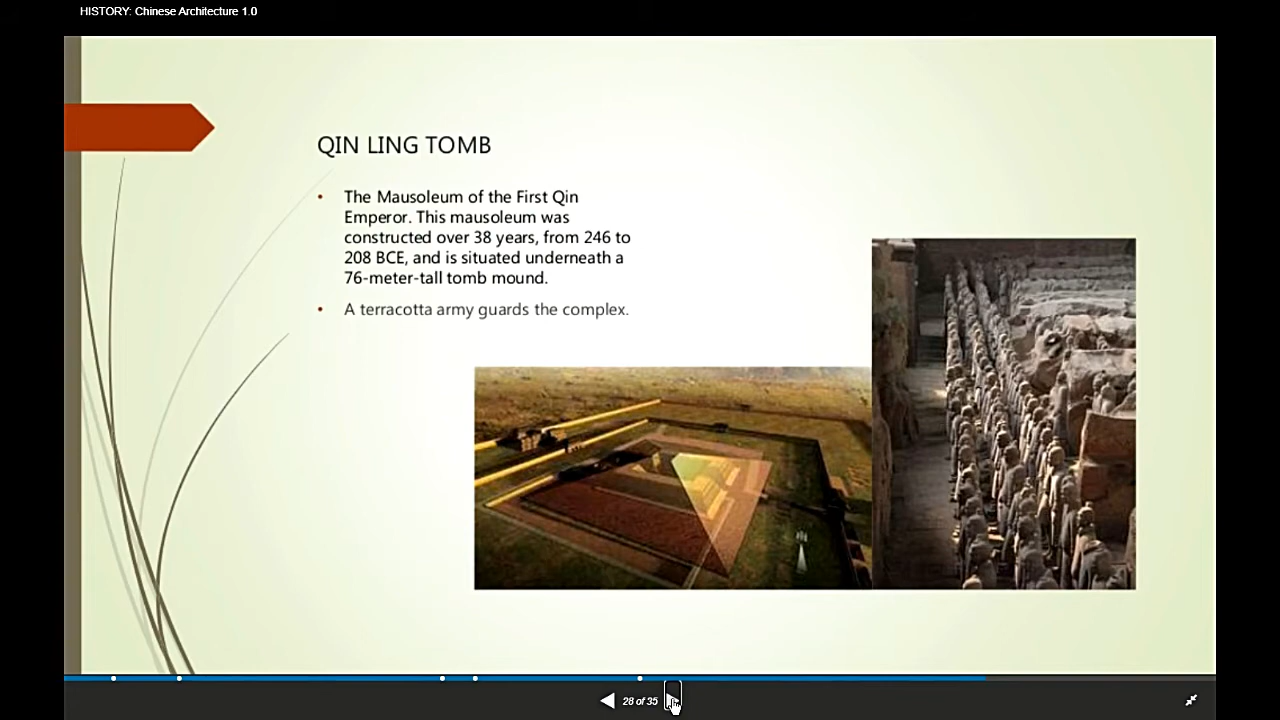 HISTORY: Chinese Architecture 1.0
QIN LING TOMB
• The Mausoleum of the First Qin
Emperor. This mausoleum was
constructed over 38 years, from 246 to
208 BCE, and is situated underneath a
76-meter-tall tomb mound.
• A terracotta army guards the complex.
28 of 35